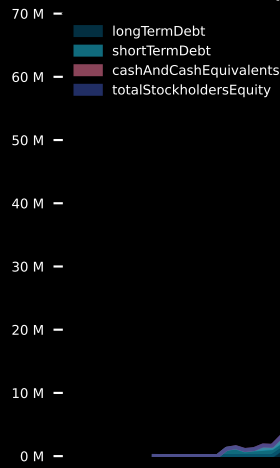 70 M
longTermDebt
shortTermDebt
60 M
cashAndCashEquivalents
totalStockholdersEquity
50 M
40 M
30 M
20 M
10 M
0 M